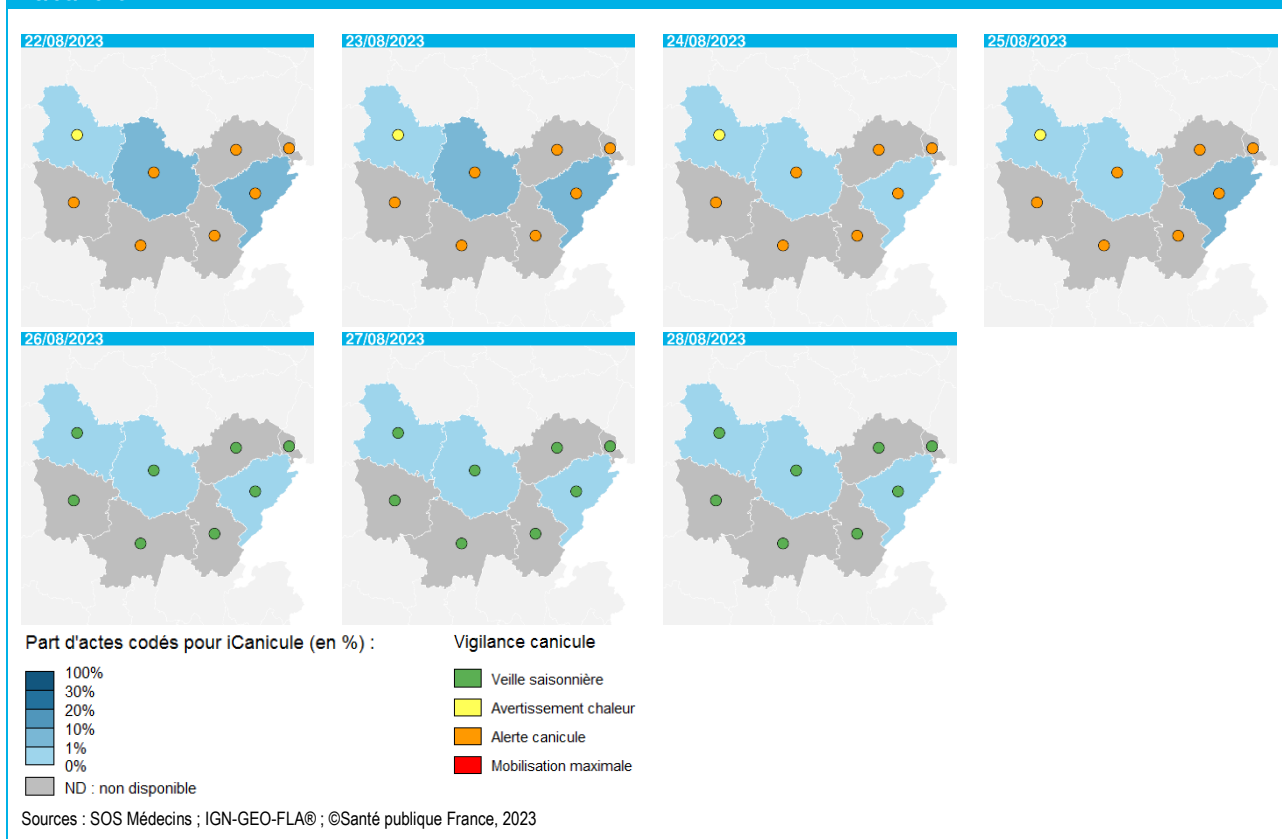 22/08/2023
23/08/2023
24/08/2023
25/08/2023
26/08/2023
27/08/2023
28/08/2023
Part d'actes codés pour iCanicule (en %) :
100%
30%
20%
10%
1%
0%
ND : non disponible
Vigilance canicule
Veille saisonnière
Avertissement chaleur
Alerte canicule
Mobilisation maximale
Sources : SOS Médecins ; IGN-GEO-FLA® ; ©Santé publique France, 2023